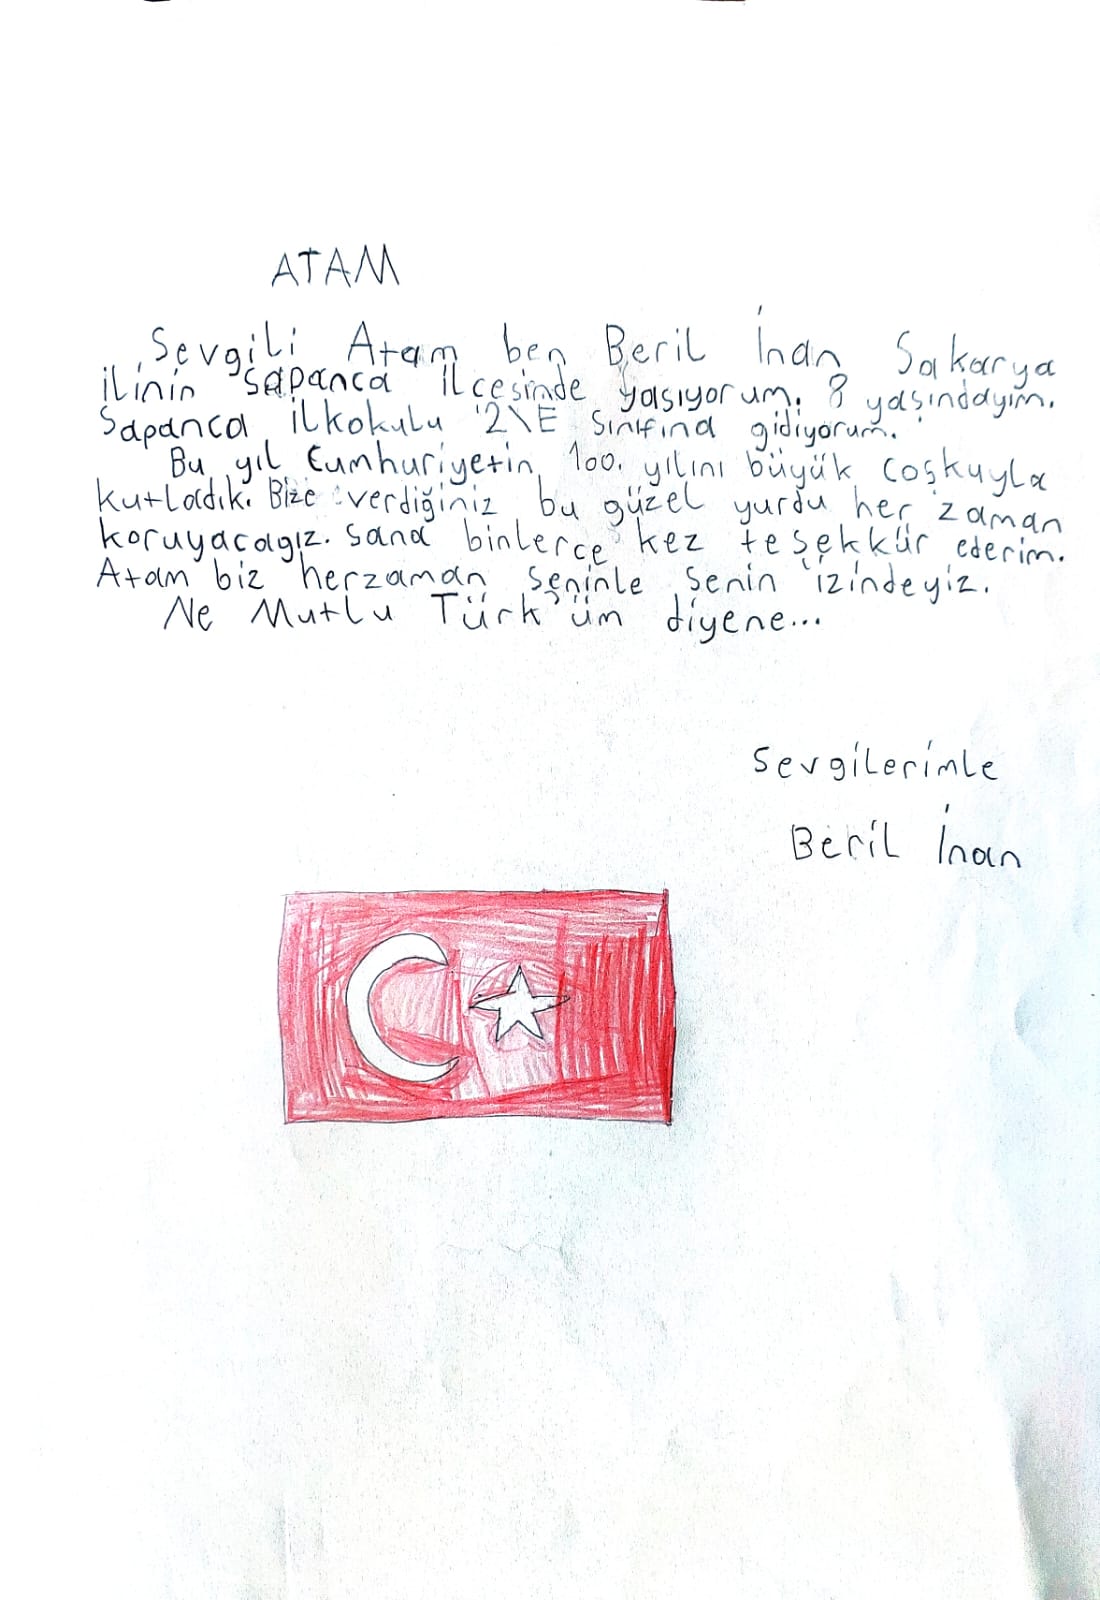 ATAM
Sevgili Atam ben Beril İnan Sakarya
ilinin Sapanca ilcesinde yaşıyorum. 8 yaşındayım.
Sapanca ilkokulu 2\E sınıfına gidiyorum.
Bu yıl Cumhuriyetin 100. yılını büyük coşkuyla
kutladık. Bize verdiğiniz bu güzel yurdu her zaman
koruyacagız. Sana binlerce kez teşekkür ederim.
Atam biz herzaman seninle senin izindeyiz.
Ne Mutlu Türk'üm diyene...
Sevgilerimle
Beril İnan